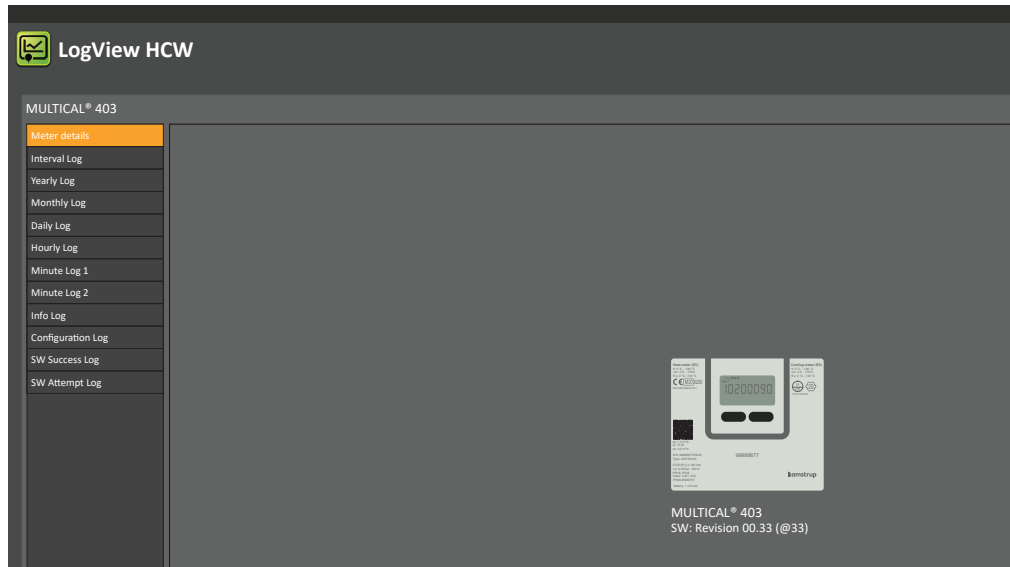 LogView HCW
MULTICAL® 403
Meter details
Interval Log
Yearly Log
Monthly Log
Daily Log
Hourly Log
Minute Log 1
Minute Log 2
Info Log
Configuration Log
SW Success Log
SW Attempt Log
kamstrup
MULTICAL® 403
SW: Revision 00.33 (@33)